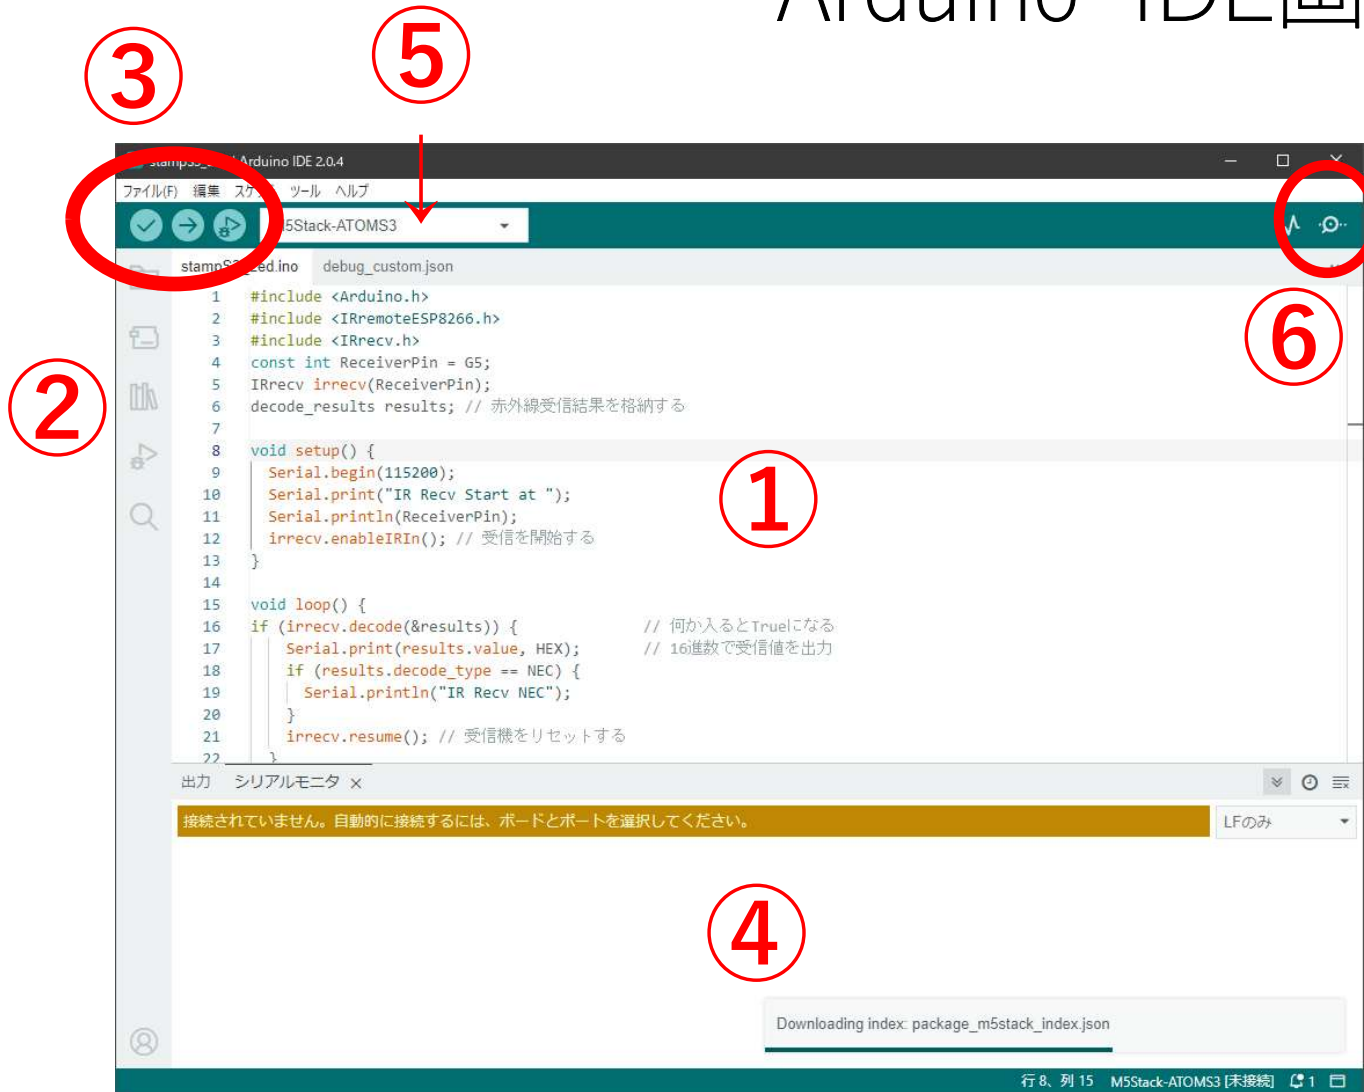 Arduino IDE画
③
⑤
Arduino IDE 2.0.4
ファイル(F) 編集 ツール ヘルプ
M5Stack-ATOMS3
debug_custom.json
1 #include <Arduino.h>
2 #include <IRremoteESP8266.h>
3 #include <IRrecv.h>
4 const int ReceiverPin = G5;
5 IRrecv irrecv(ReceiverPin);
6 decode_results results; // 赤外線受信結果を格納する
7
8 void setup() {
9 Serial.begin(115200);
10 Serial.print("IR Recv Start at ");
11 Serial.println(ReceiverPin);
12 irrecv.enableIRIn(); // 受信を開始する
13 }
14
15 void loop() {
16 if (irrecv.decode(&results)) { // 何か入るとTrueになる
17 Serial.print(results.value, HEX); // 16進数で受信値を出力
18 if (results.decode_type == NEC) {
19 Serial.println("IR Recv NEC");
20 }
21 irrecv.resume(); // 受信機をリセットする
22 }
⑥
②
①
出力 シリアルモニタ ×
接続されていません。自動的に接続するには、ボードとポートを選択してください。
LFのみ
④
Downloading index: package_m5stack_index.json
行 8、列 15 M5Stack-ATOMS3 [未接続] 1